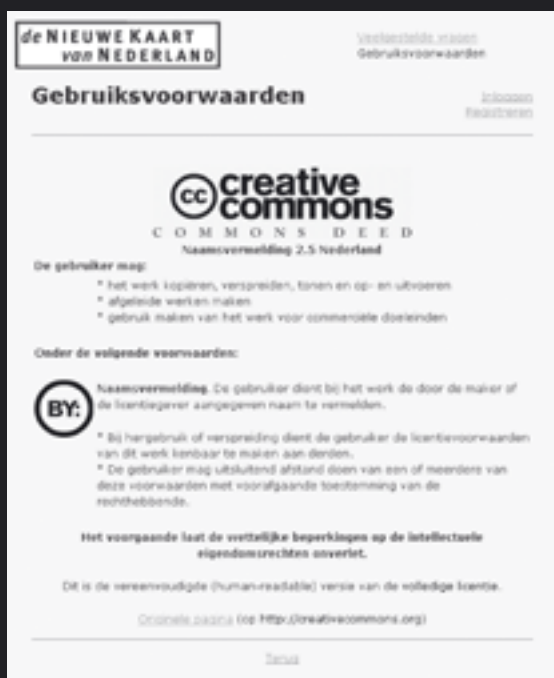 de NIEUWE KAART
van NEDERLAND
Veelgestelde vragen
Gebruiksvoorwaarden
Gebruiksvoorwaarden
Inloggen
Registreren
cc creative
commons
COMMONS DEED
Naamsvermelding 2.5 Nederland
De gebruiker mag:
* het werk kopiëren, verspreiden, tonen en op- en uitvoeren
* afgeleide werken maken
* gebruik maken van het werk voor commerciële doeleinden
Onder de volgende voorwaarden:
BY:
Naamsvermelding. De gebruiker dient bij het werk de door de maker of
de licentiegever aangegeven naam te vermelden.
* Bij hergebruik of verspreiding dient de gebruiker de licentievoorwaarden
van dit werk kenbaar te maken aan derden.
* De gebruiker mag uitsluitend afstand doen van een of meerdere van
deze voorwaarden met voorafgaande toestemming van de
rechthebbende.
Het voorgaande laat de wettelijke beperkingen op de intellectuele
eigendomsrechten onverlet.
Dit is de vereenvoudigde (human-readable) versie van de volledige licentie.
Originele pagina (op http://creativecommons.org)
Terug